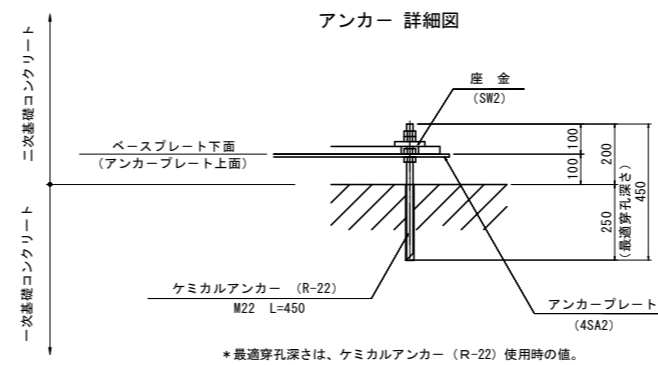 アンカー 詳細図
二次基礎コンクリート
座 金
(SW2)
ベースプレート下面
(アンカープレート上面)
100
100
200
250
(最適穿孔深さ)
450
一次基礎コンクリート
ケミカルアンカー (R-22)
M22 L=450
アンカープレート
(4SA2)
*最適穿孔深さは、ケミカルアンカー(R-22)使用時の値。